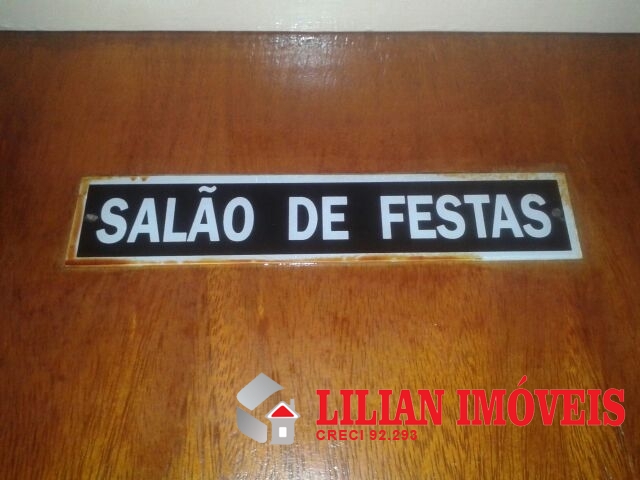 SALÃO DE FESTAS
LILIAN IMÓVEIS
CRECI 92.293